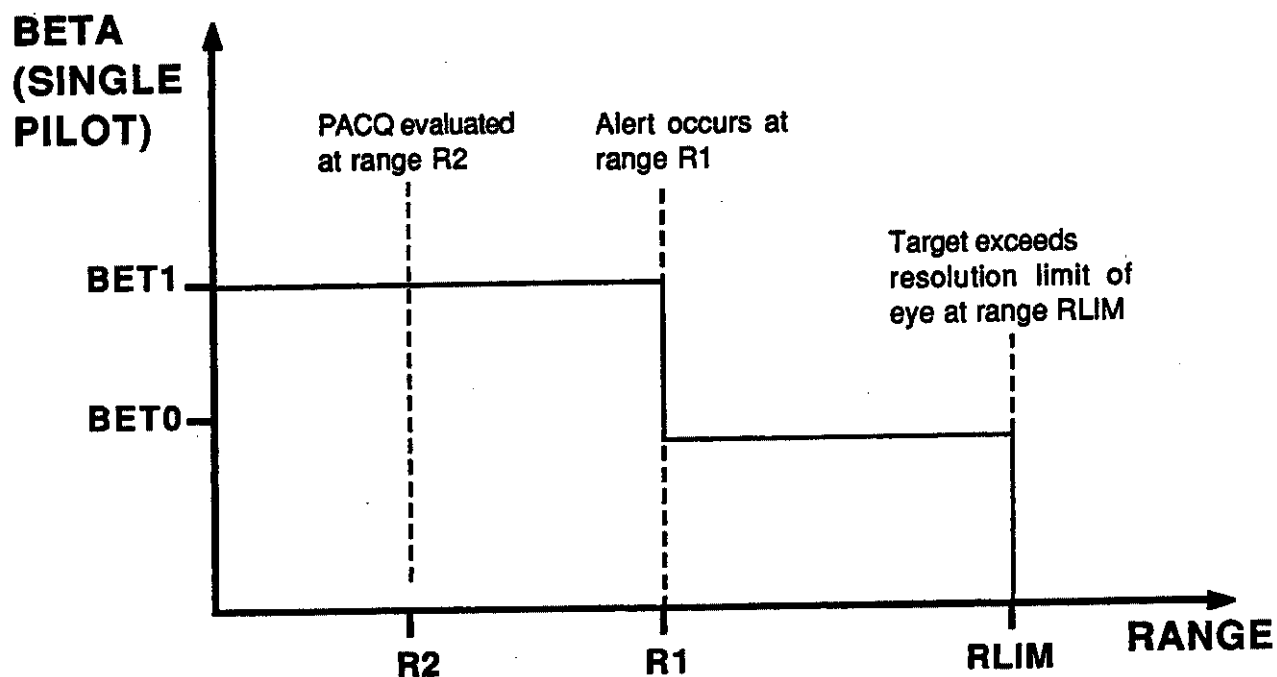 BETA
(SINGLE
PILOT)
PACQ evaluated
at range R2
Alert occurs at
range R1
Target exceeds
resolution limit of
eye at range RLIM
BET1
BET0
R2
R1
RLIM
RANGE